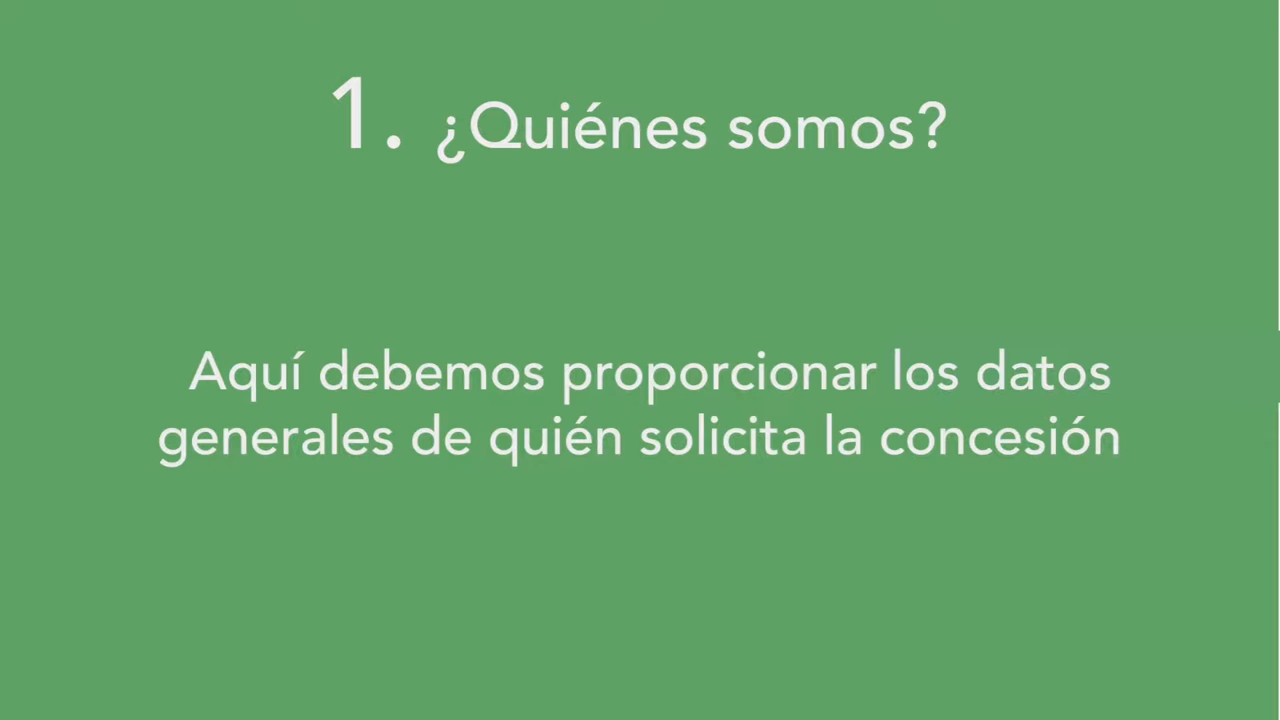 1. ¿Quiénes somos?
Aquí debemos proporcionar los datos
generales de quién solicita la concesión